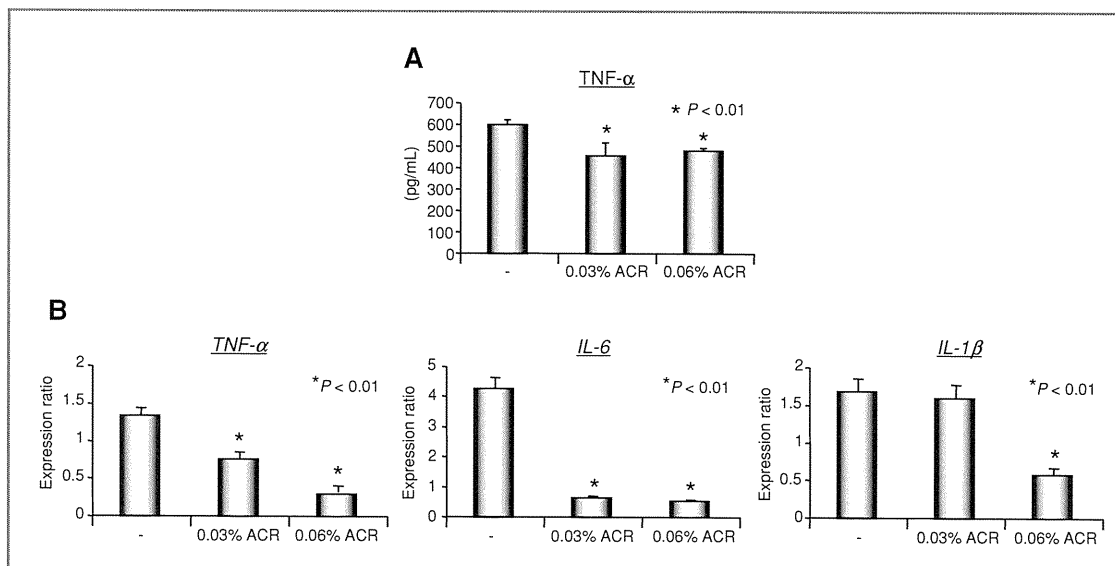 A
TNF-α
* P < 0.01
700
600
500
400
300
200
100
0
(pg/mL)
*
*
-
0.03% ACR
0.06% ACR
B
TNF-α
*P < 0.01
2
1.5
1
0.5
0
Expression ratio
*
*
-
0.03% ACR
0.06% ACR
IL-6
*P < 0.01
5
4
3
2
1
0
Expression ratio
*
*
-
0.03% ACR
0.06% ACR
IL-1β
*P < 0.01
2
1.5
1
0.5
0
Expression ratio
*
-
0.03% ACR
0.06% ACR